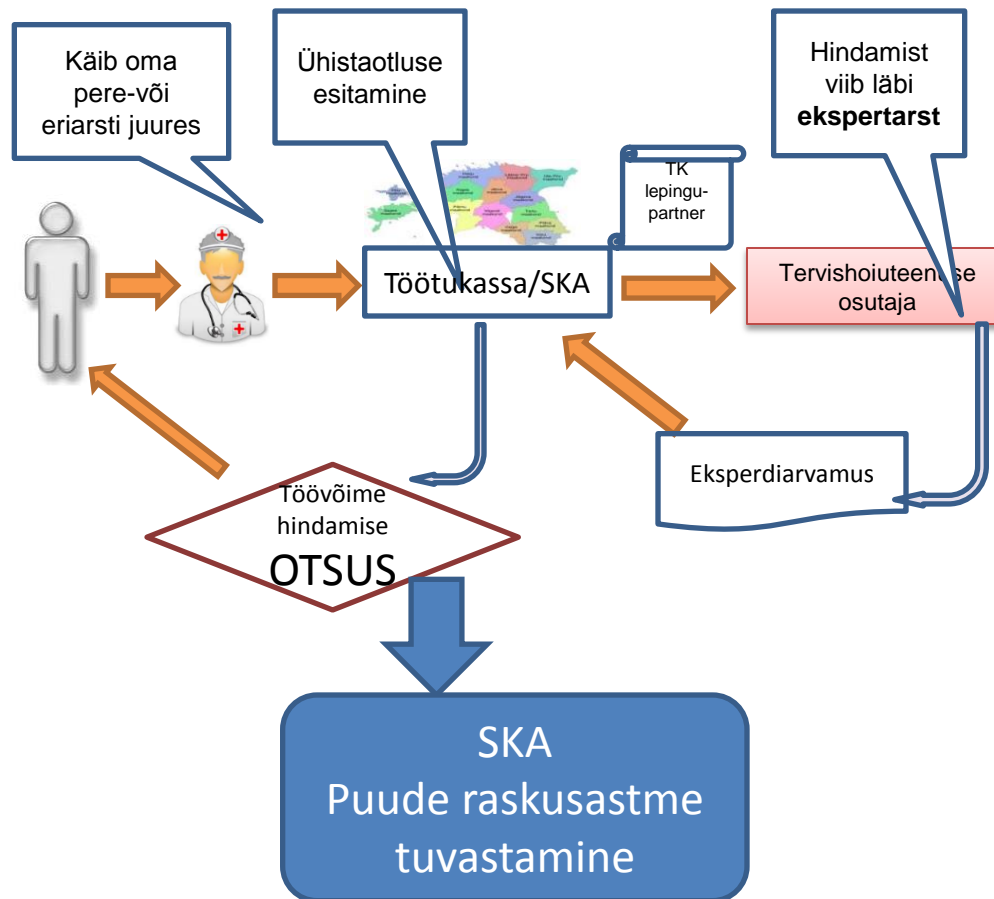 Käib oma
pere-või
eriarsti juures
Ühistaotluse
esitamine
Hindamist
viib läbi
ekspertarst
TK
lepingu-
partner
Töötukassa/SKA
Tervishoiuteenuse
osutaja
Eksperdiarvamus
Töövõime
hindamise
OTSUS
SKA
Puude raskusastme
tuvastamine